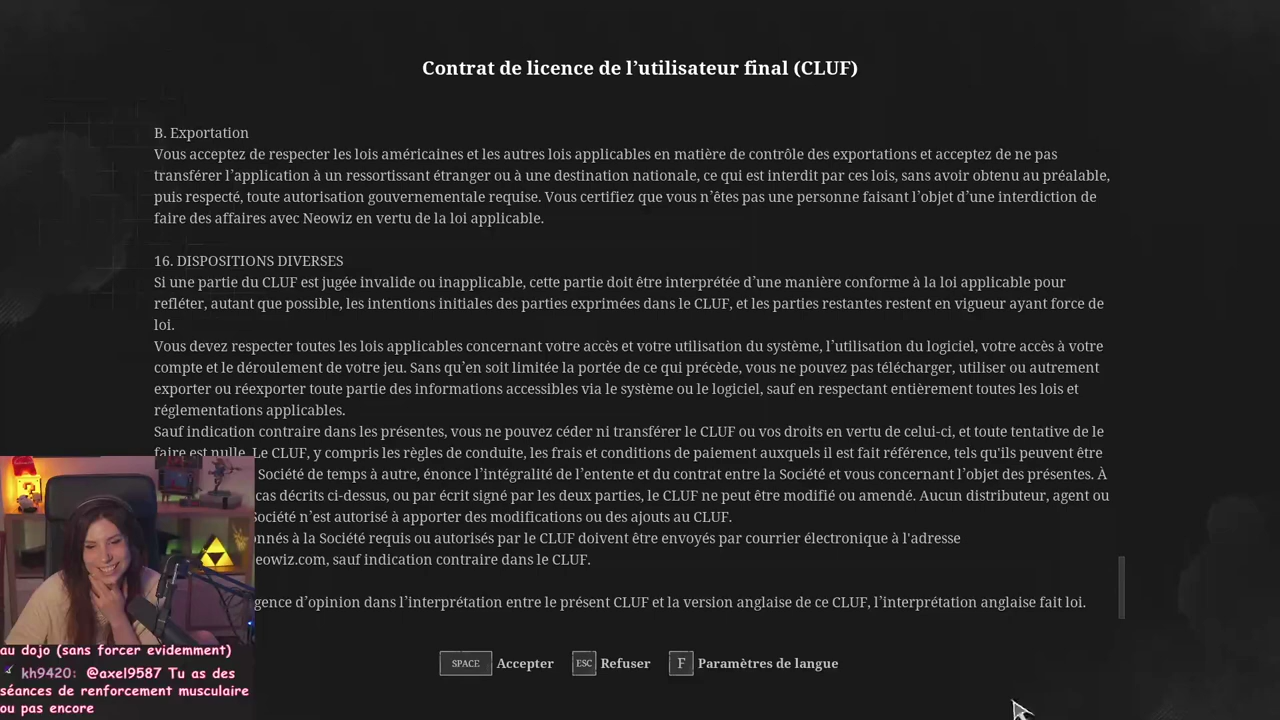 Contrat de licence de l’utilisateur final (CLUF)
B. Exportation
Vous acceptez de respecter les lois américaines et les autres lois applicables en matière de contrôle des exportations et acceptez de ne pas
transférer l’application à un ressortissant étranger ou à une destination nationale, ce qui est interdit par ces lois, sans avoir obtenu au préalable,
puis respecté, toute autorisation gouvernementale requise. Vous certifiez que vous n’êtes pas une personne faisant l’objet d’une interdiction de
faire des affaires avec Neowiz en vertu de la loi applicable.
16. DISPOSITIONS DIVERSES
Si une partie du CLUF est jugée invalide ou inapplicable, cette partie doit être interprétée d’une manière conforme à la loi applicable pour
refléter, autant que possible, les intentions initiales des parties exprimées dans le CLUF, et les parties restantes restent en vigueur ayant force de
loi.
Vous devez respecter toutes les lois applicables concernant votre accès et votre utilisation du système, l’utilisation du logiciel, votre accès à votre
compte et le déroulement de votre jeu. Sans qu’en soit limitée la portée de ce qui précède, vous ne pouvez pas télécharger, utiliser ou autrement
exporter ou réexporter toute partie des informations accessibles via le système ou le logiciel, sauf en respectant entièrement toutes les lois et
réglementations applicables.
Sauf indication contraire dans les présentes, vous ne pouvez céder ni transférer le CLUF ou vos droits en vertu de celui-ci, et toute tentative de le
faire est nulle. Le CLUF, y compris les règles de conduite, les frais et conditions de paiement auxquels il est fait référence, tels qu'ils peuvent être
Société de temps à autre, énonce l’intégralité de l’entente et du contrat entre la Société et vous concernant l’objet des présentes. À
cas décrits ci-dessus, ou par écrit signé par les deux parties, le CLUF ne peut être modifié ou amendé. Aucun distributeur, agent ou
Société n’est autorisé à apporter des modifications ou des ajouts au CLUF.
onnés à la Société requis ou autorisés par le CLUF doivent être envoyés par courrier électronique à l'adresse
eowiz.com, sauf indication contraire dans le CLUF.
gence d’opinion dans l’interprétation entre le présent CLUF et la version anglaise de ce CLUF, l’interprétation anglaise fait loi.
SPACE Accepter ESC Refuser F Paramètres de langue
au dojo (sans forcer evidemment)
kh9420: @axel9587 Tu as des
séances de renforcement musculaire
ou pas encore